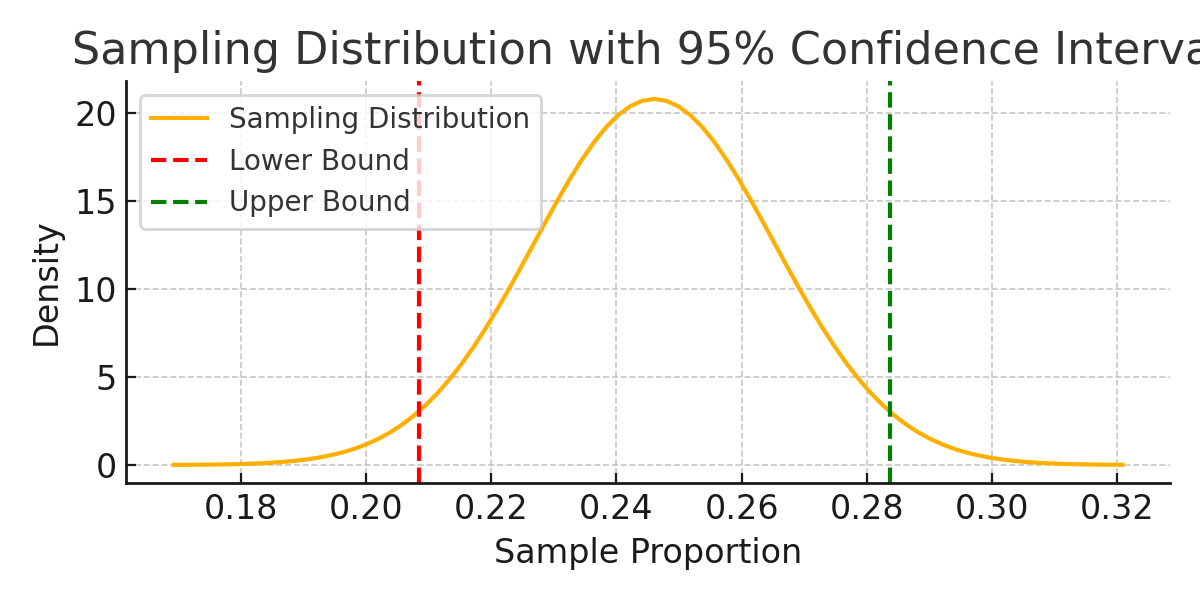 Sampling Distribution with 95% Confidence Interva
Sampling Distribution
Lower Bound
Upper Bound
Density
20
15
10
5
0
0.18 0.20 0.22 0.24 0.26 0.28 0.30 0.32
Sample Proportion